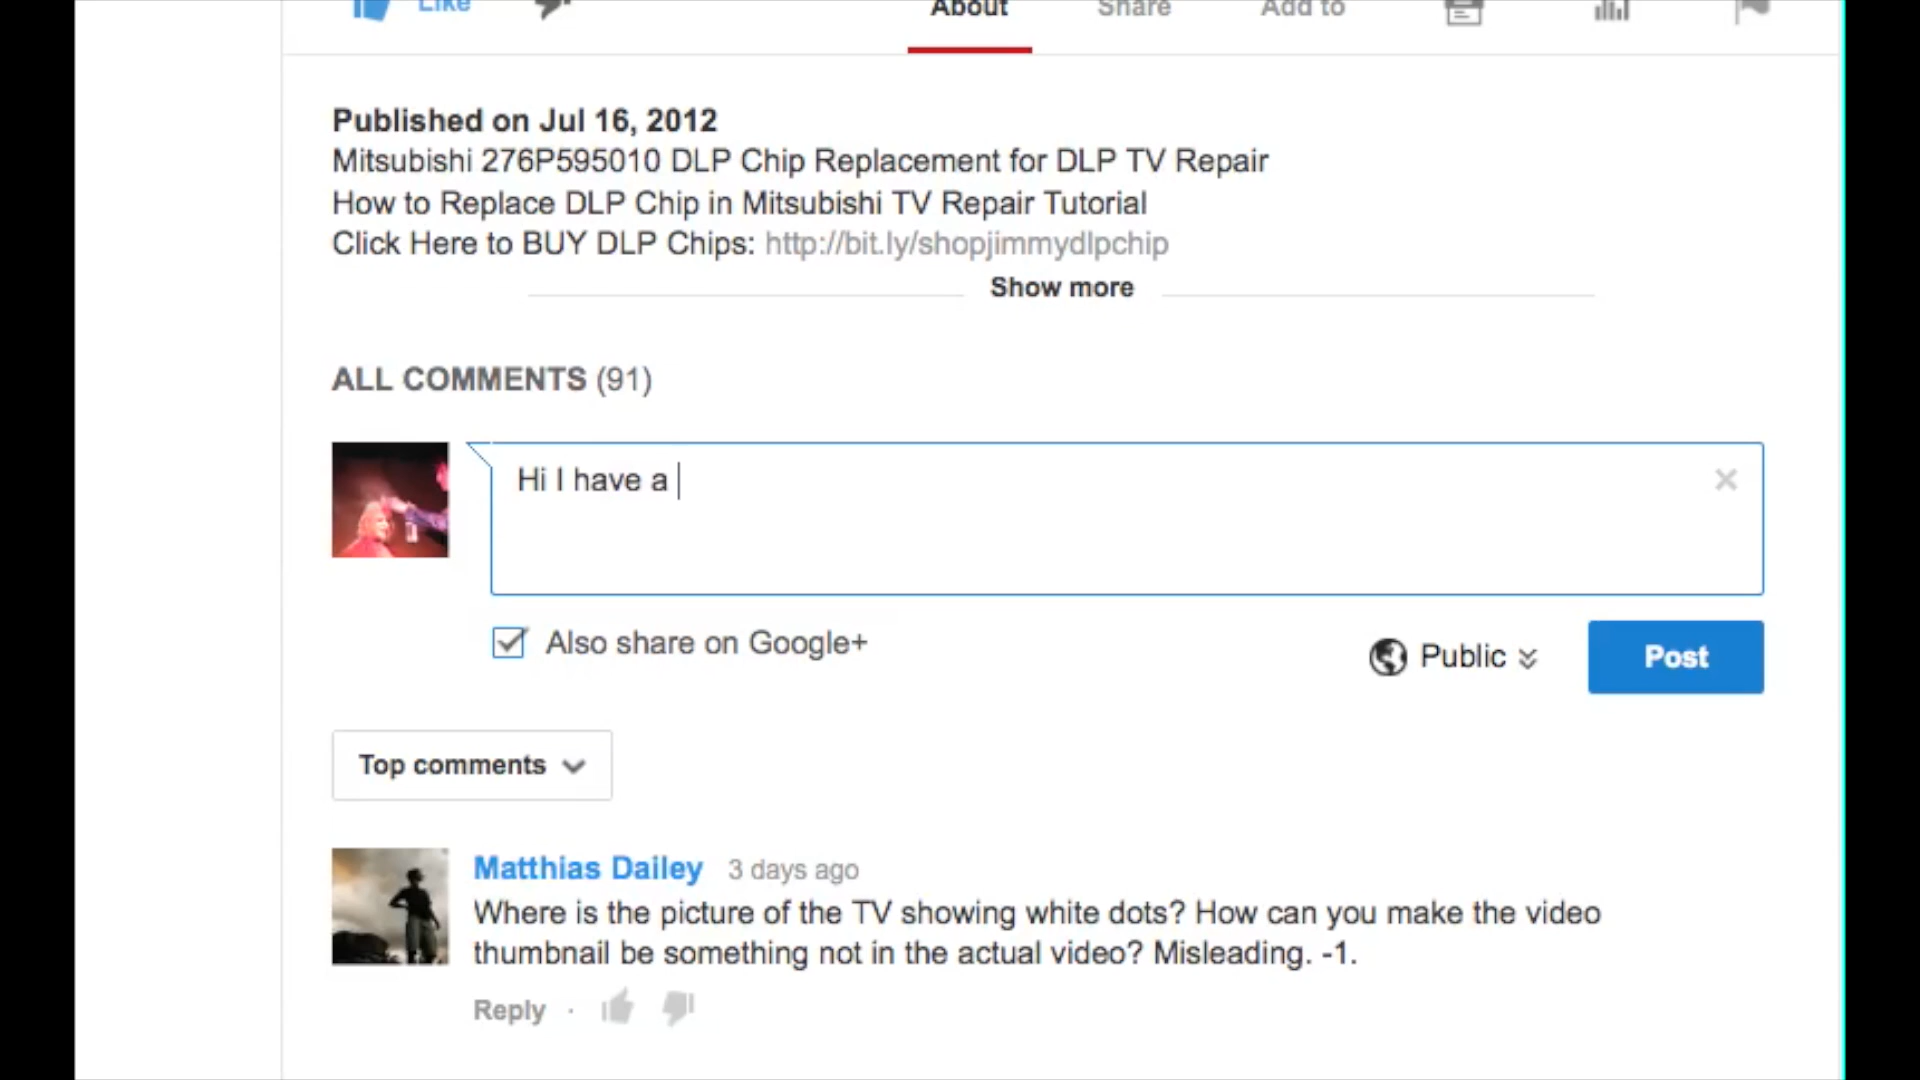 Like
About Share Add to
Published on Jul 16, 2012
Mitsubishi 276P595010 DLP Chip Replacement for DLP TV Repair
How to Replace DLP Chip in Mitsubishi TV Repair Tutorial
Click Here to BUY DLP Chips: http://bit.ly/shopjimmydlpchip
Show more
ALL COMMENTS (91)
Hi I have a
Also share on Google+
Public
Post
Top comments
Matthias Dailey 3 days ago
Where is the picture of the TV showing white dots? How can you make the video
thumbnail be something not in the actual video? Misleading. -1.
Reply ·